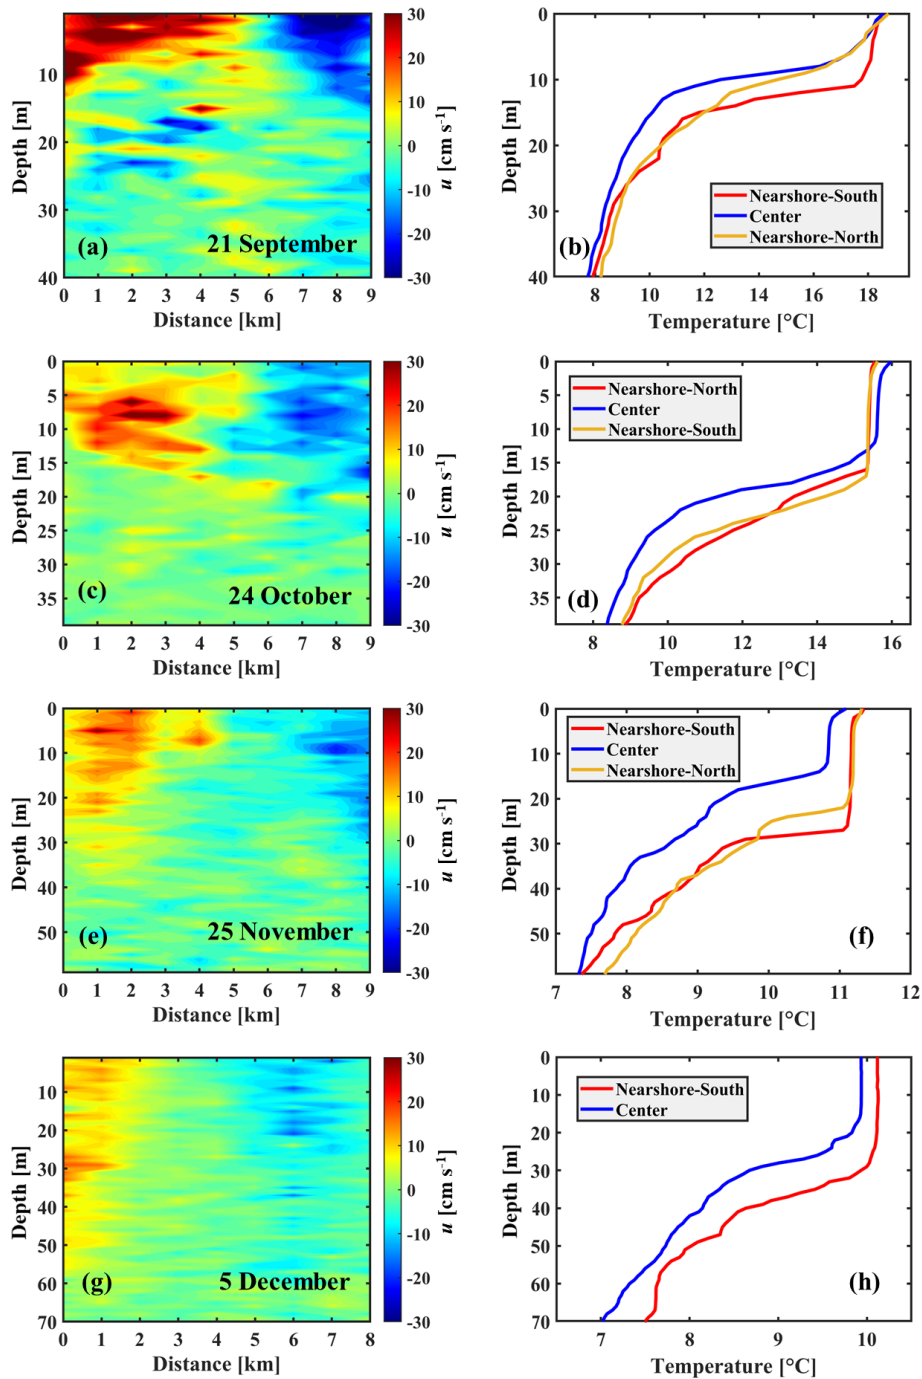 0
10
20
30
40
Depth [m]
0 1 2 3 4 5 6 7 8 9
Distance [km]
(a)
21 September
30
20
10
0
-10
-20
-30
u [cm s-1]
0
10
20
30
40
Depth [m]
8 10 12 14 16 18
Temperature [°C]
(b)
Nearshore-South
Center
Nearshore-North
0
5
10
15
20
25
30
35
Depth [m]
0 1 2 3 4 5 6 7 8 9
Distance [km]
(c)
24 October
30
20
10
0
-10
-20
-30
u [cm s-1]
0
5
10
15
20
25
30
35
Depth [m]
8 10 12 14 16
Temperature [°C]
(d)
Nearshore-North
Center
Nearshore-South
0
10
20
30
40
50
Depth [m]
0 1 2 3 4 5 6 7 8 9
Distance [km]
(e)
25 November
30
20
10
0
-10
-20
-30
u [cm s-1]
0
10
20
30
40
50
Depth [m]
7 8 9 10 11 12
Temperature [°C]
(f)
Nearshore-South
Center
Nearshore-North
10
20
30
40
50
60
70
Depth [m]
0 1 2 3 4 5 6 7 8
Distance [km]
(g)
5 December
30
20
10
0
-10
-20
-30
u [cm s-1]
0
10
20
30
40
50
60
70
Depth [m]
7 8 9 10
Temperature [°C]
(h)
Nearshore-South
Center